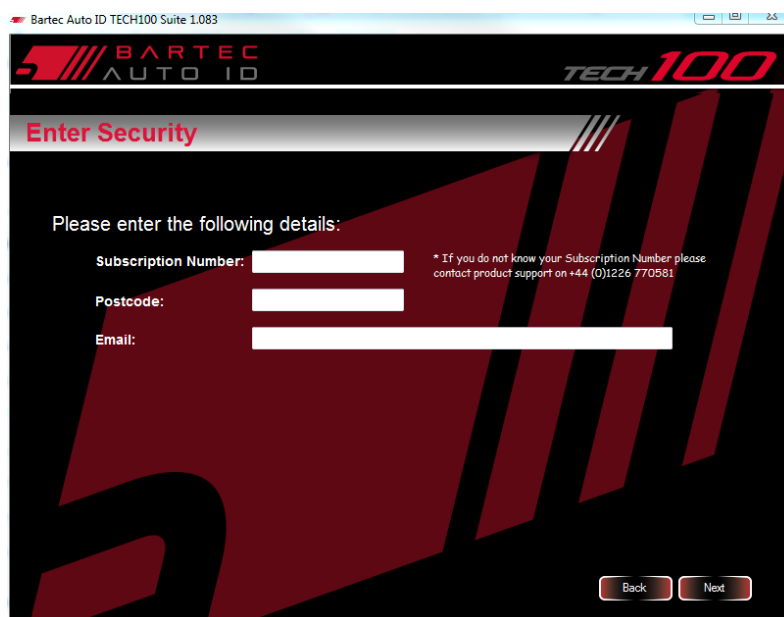 Bartec Auto ID TECH100 Suite 1.083
BARTEC
AUTO ID
TECH100
Enter Security
Please enter the following details:
Subscription Number:
* If you do not know your Subscription Number please
contact product support on +44 (0)1226 770581
Postcode:
Email:
Back
Next